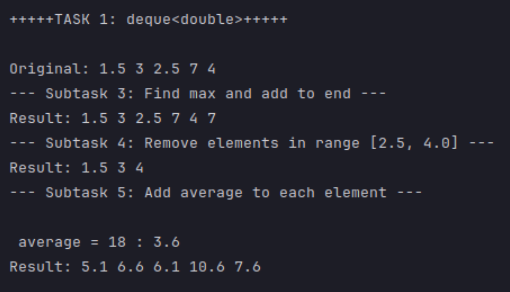 +++++TASK 1: deque<double>+++++
Original: 1.5 3 2.5 7 4
--- Subtask 3: Find max and add to end ---
Result: 1.5 3 2.5 7 4 7
--- Subtask 4: Remove elements in range [2.5, 4.0] ---
Result: 1.5 3 4
--- Subtask 5: Add average to each element ---
average = 18 : 3.6
Result: 5.1 6.6 6.1 10.6 7.6